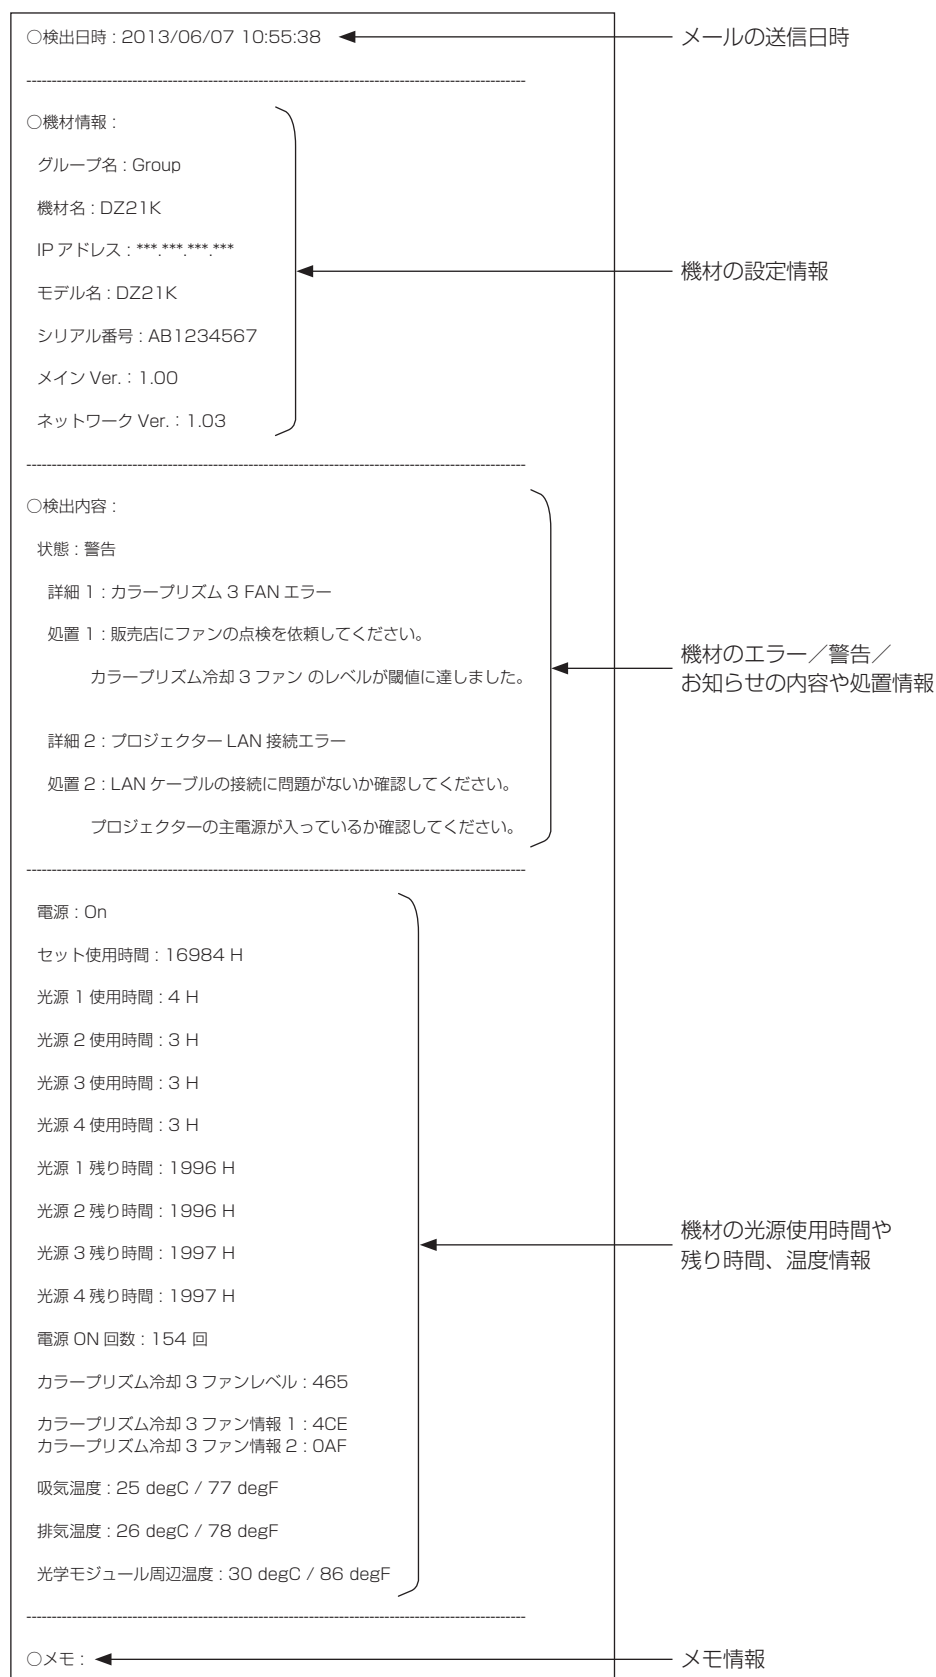 ○検出日時 : 2013/06/07 10:55:38
メールの送信日時
○機材情報 :
グループ名 : Group
機材名 : DZ21K
IP アドレス : ***.***.***.***
モデル名 : DZ21K
シリアル番号 : AB1234567
メイン Ver. : 1.00
ネットワーク Ver. : 1.03
機材の設定情報
○検出内容 :
状態 : 警告
詳細 1 : カラープリズム 3 FAN エラー
処置 1 : 販売店にファンの点検を依頼してください。
カラープリズム冷却 3 ファン のレベルが閾値に達しました。
詳細 2 : プロジェクター LAN 接続エラー
処置 2 : LAN ケーブルの接続に問題がないか確認してください。
プロジェクターの主電源が入っているか確認してください。
機材のエラー／警告／
お知らせの内容や処置情報
電源 : On
セット使用時間 : 16984 H
光源 1 使用時間 : 4 H
光源 2 使用時間 : 3 H
光源 3 使用時間 : 3 H
光源 4 使用時間 : 3 H
光源 1 残り時間 : 1996 H
光源 2 残り時間 : 1996 H
光源 3 残り時間 : 1997 H
光源 4 残り時間 : 1997 H
電源 ON 回数 : 154 回
カラープリズム冷却 3 ファンレベル : 465
カラープリズム冷却 3 ファン情報 1 : 4CE
カラープリズム冷却 3 ファン情報 2 : 0AF
吸気温度 : 25 degC / 77 degF
排気温度 : 26 degC / 78 degF
光学モジュール周辺温度 : 30 degC / 86 degF
機材の光源使用時間や
残り時間、温度情報
○メモ :
メモ情報